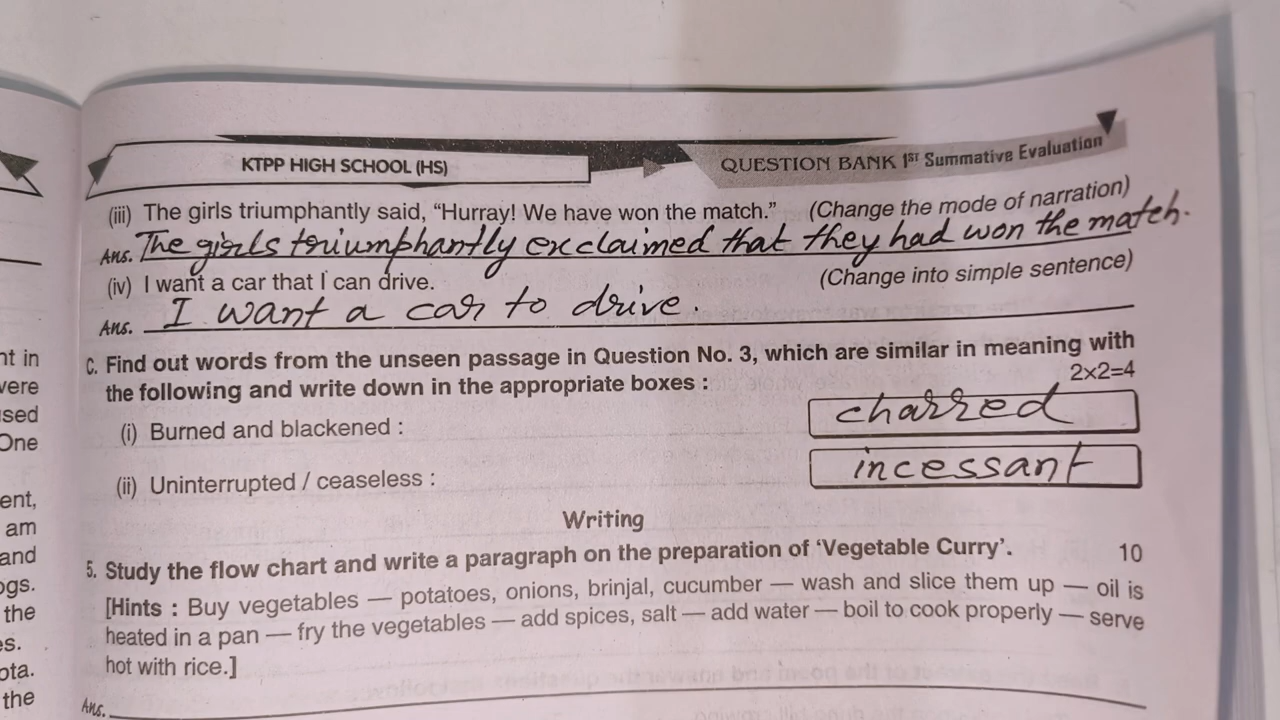 KTPP HIGH SCHOOL (HS)
QUESTION BANK 1ST Summative Evaluation
(iii) The girls triumphantly said, “Hurray! We have won the match.” (Change the mode of narration)
Ans. The girls triumphantly exclaimed that they had won the match.
(iv) I want a car that I can drive. (Change into simple sentence)
Ans. I want a car to drive.
C. Find out words from the unseen passage in Question No. 3, which are similar in meaning with
the following and write down in the appropriate boxes : 2×2=4
(i) Burned and blackened : charred
(ii) Uninterrupted / ceaseless : incessant
Writing
5. Study the flow chart and write a paragraph on the preparation of ‘Vegetable Curry’. 10
[Hints : Buy vegetables — potatoes, onions, brinjal, cucumber — wash and slice them up — oil is
heated in a pan — fry the vegetables — add spices, salt — add water — boil to cook properly — serve
hot with rice.]
Ans.
in
One
am
and
the
the